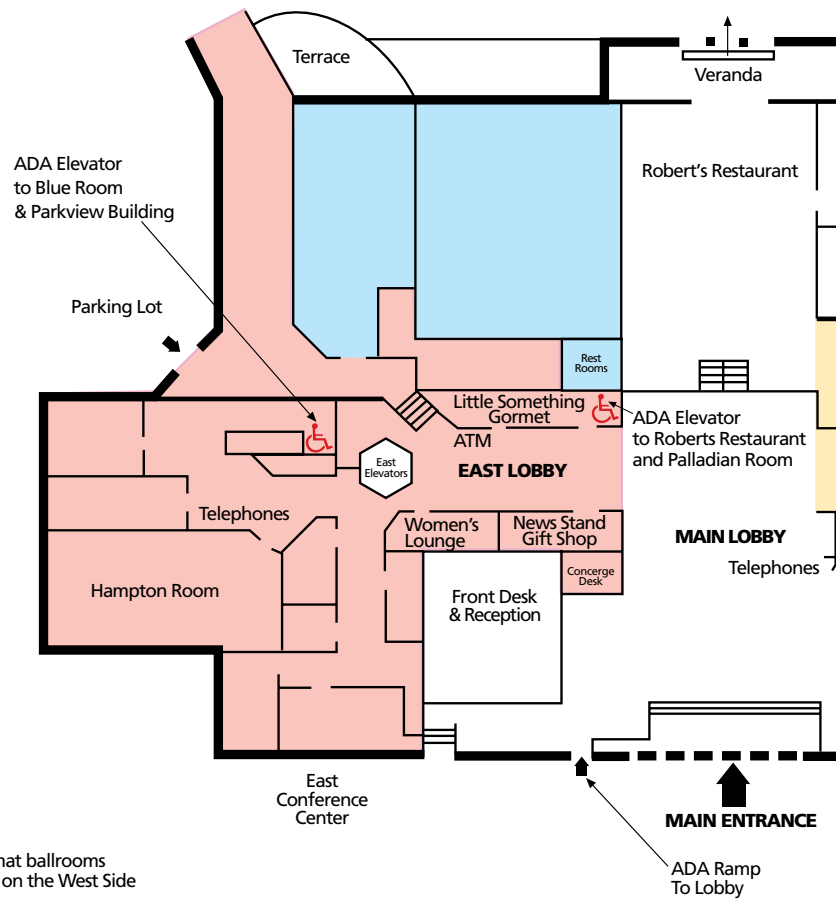 Terrace
Veranda
ADA Elevator
to Blue Room
& Parkview Building
Robert's Restaurant
Parking Lot
Rest
Rooms
Little Something
Gormet
ADA Elevator
to Roberts Restaurant
and Palladian Room
ATM
East
Elevators
EAST LOBBY
Telephones
Women's
Lounge
News Stand
Gift Shop
MAIN LOBBY
Telephones
Concerge
Desk
Hampton Room
Front Desk
& Reception
East
Conference
Center
MAIN ENTRANCE
ballrooms
on the West Side
ADA Ramp
To Lobby